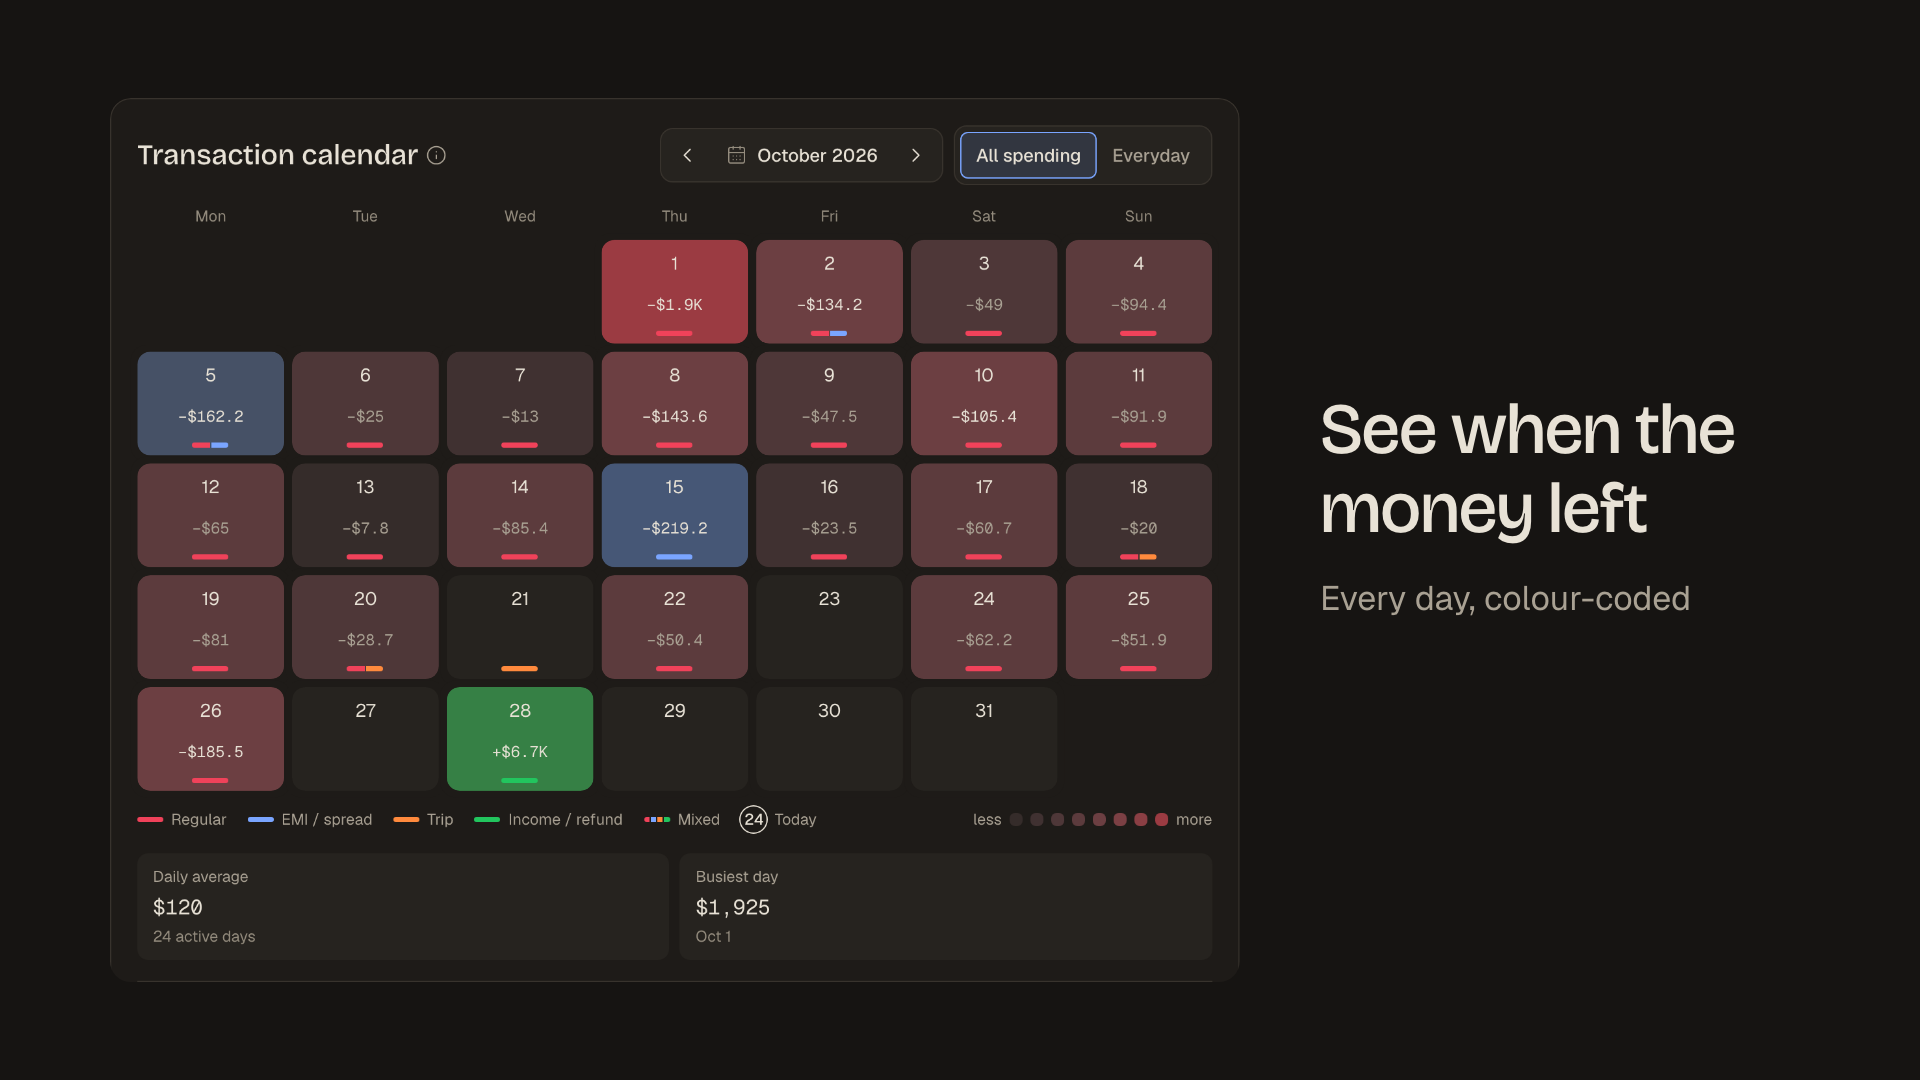 Transaction calendar
October 2026
All spending
Everyday
Mon Tue Wed Thu Fri Sat Sun
1 2 3 4
-$1.9K -$134.2 -$49 -$94.4
5 6 7 8 9 10 11
-$162.2 -$25 -$13 -$143.6 -$47.5 -$105.4 -$91.9
12 13 14 15 16 17 18
-$65 -$7.8 -$85.4 -$219.2 -$23.5 -$60.7 -$20
19 20 21 22 23 24 25
-$81 -$28.7 -$50.4 -$62.2 -$51.9
26 27 28 29 30 31
-$185.5 +$6.7K
Regular EMI / spread Trip Income / refund Mixed 24 Today less more
Daily average
$120
24 active days
Busiest day
$1,925
Oct 1
See when the
money left
Every day, colour-coded